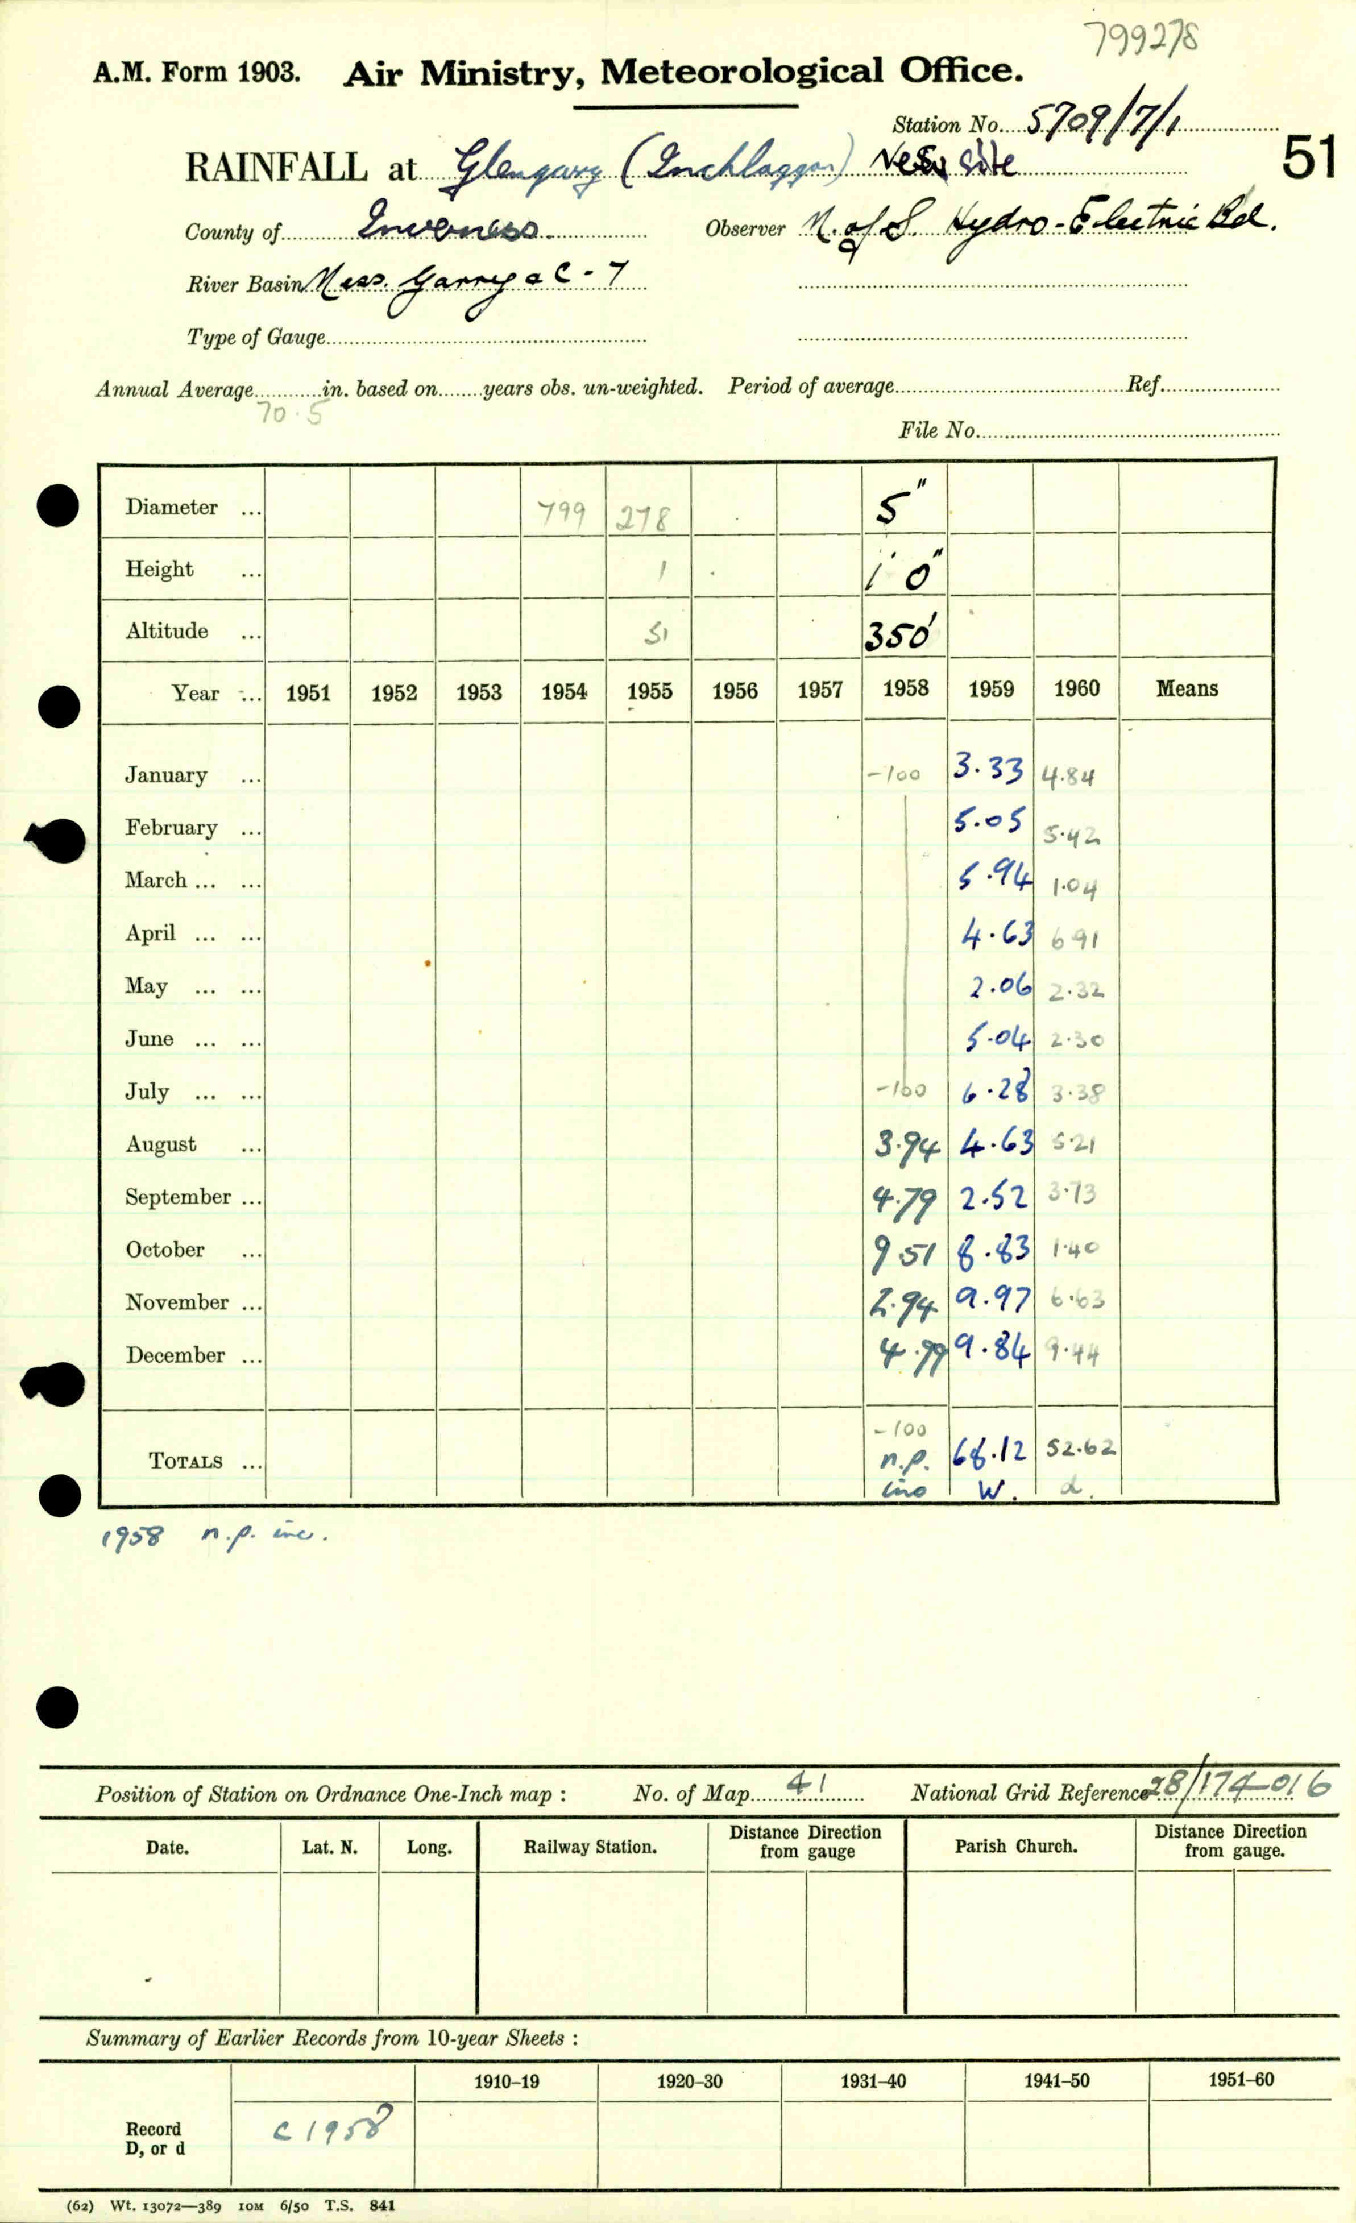 799278
A.M. Form 1903. Air Ministry, Meteorological Office.
Station No. 5709/7/1
RAINFALL at Glengarry (Inchlaggan) New Site 51
County of Inverness Observer N. of S. Hydro-Electric Bd.
River Basin Ness. Garry a C - 7
Type of Gauge
Annual Average in. based on years obs. un-weighted. Period of average Ref.
70.5
File No.
Diameter ... 799 278 5"
Height ... 1 1' 0"
Altitude ... 51 350'
Year ... 1951 1952 1953 1954 1955 1956 1957 1958 1959 1960 Means
January ... -100 3.33 4.84
February ... 5.05 5.42
March ... ... 5.94 1.04
April ... ... 4.63 6 91
May ... ... 2.06 2.32
June ... ... 5.04 2.30
July ... ... -100 6.28 3.38
August ... 3.94 4.63 5.21
September ... 4.79 2.52 3.73
October ... 9 51 8.83 1.40
November ... 2.94 9.97 6.63
December ... 4.79 9.84 9.44
-100
TOTALS ... n.p. 68.12 52.62
inc W. d.
1958 n.p. inc.
Position of Station on Ordnance One-Inch map : No. of Map 41 National Grid Reference 28/174-016
Date. Lat. N. Long. Railway Station. Distance from gauge Direction Parish Church. Distance from gauge. Direction
Summary of Earlier Records from 10-year Sheets :
1910–19 1920–30 1931–40 1941–50 1951–60
Record D, or d c 1958
(62) Wt. 13072—389 10M 6/50 T.S. 841